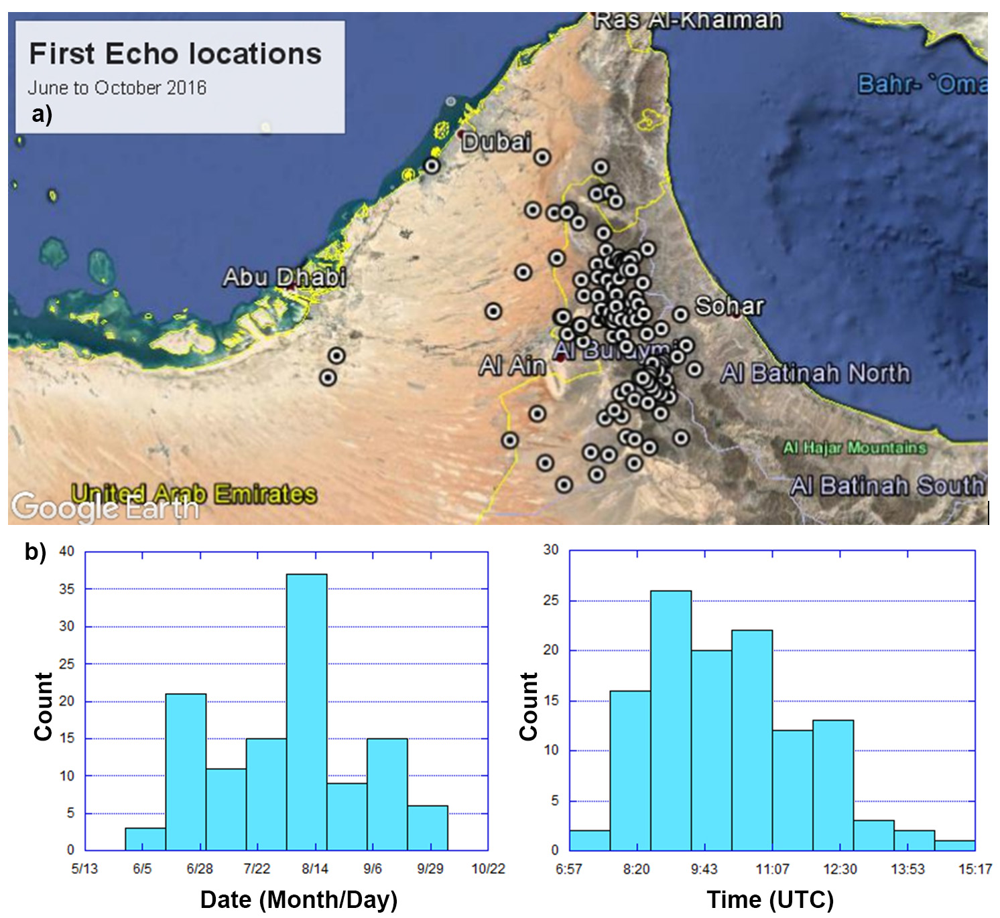 First Echo locations
June to October 2016
a)
Ras Al-Khaimah
Bahr- `Oma
Dubai
Abu Dhabi
Sohar
Al Buraymi
Al Ain
Al Batinah North
Al Hajar Mountains
Al Batinah South
United Arab Emirates
Google Earth
b)
40
35
30
25
20
15
10
5
0
Count
5/13 6/5 6/28 7/22 8/14 9/6 9/29 10/22
Date (Month/Day)
30
25
20
15
10
5
0
Count
6:57 8:20 9:43 11:07 12:30 13:53 15:17
Time (UTC)